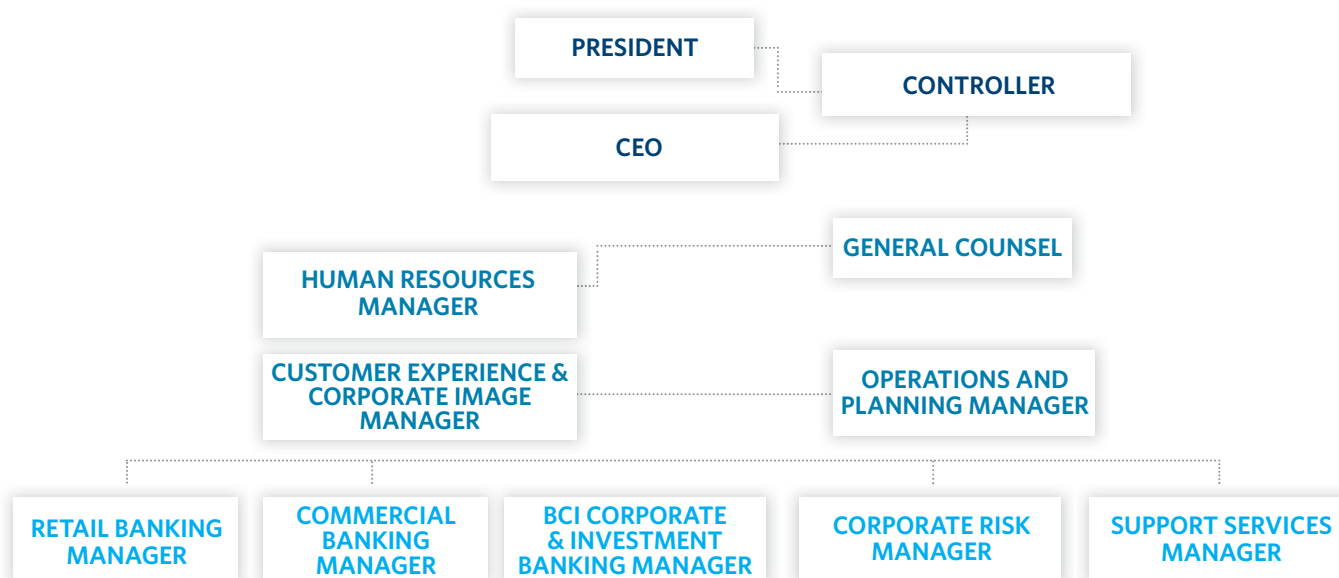 PRESIDENT
CONTROLLER
CEO
GENERAL COUNSEL
HUMAN RESOURCES
MANAGER
CUSTOMER EXPERIENCE &
CORPORATE IMAGE
MANAGER
OPERATIONS AND
PLANNING MANAGER
RETAIL BANKING
MANAGER
COMMERCIAL
BANKING
MANAGER
BCI CORPORATE
& INVESTMENT
BANKING MANAGER
CORPORATE RISK
MANAGER
SUPPORT SERVICES
MANAGER